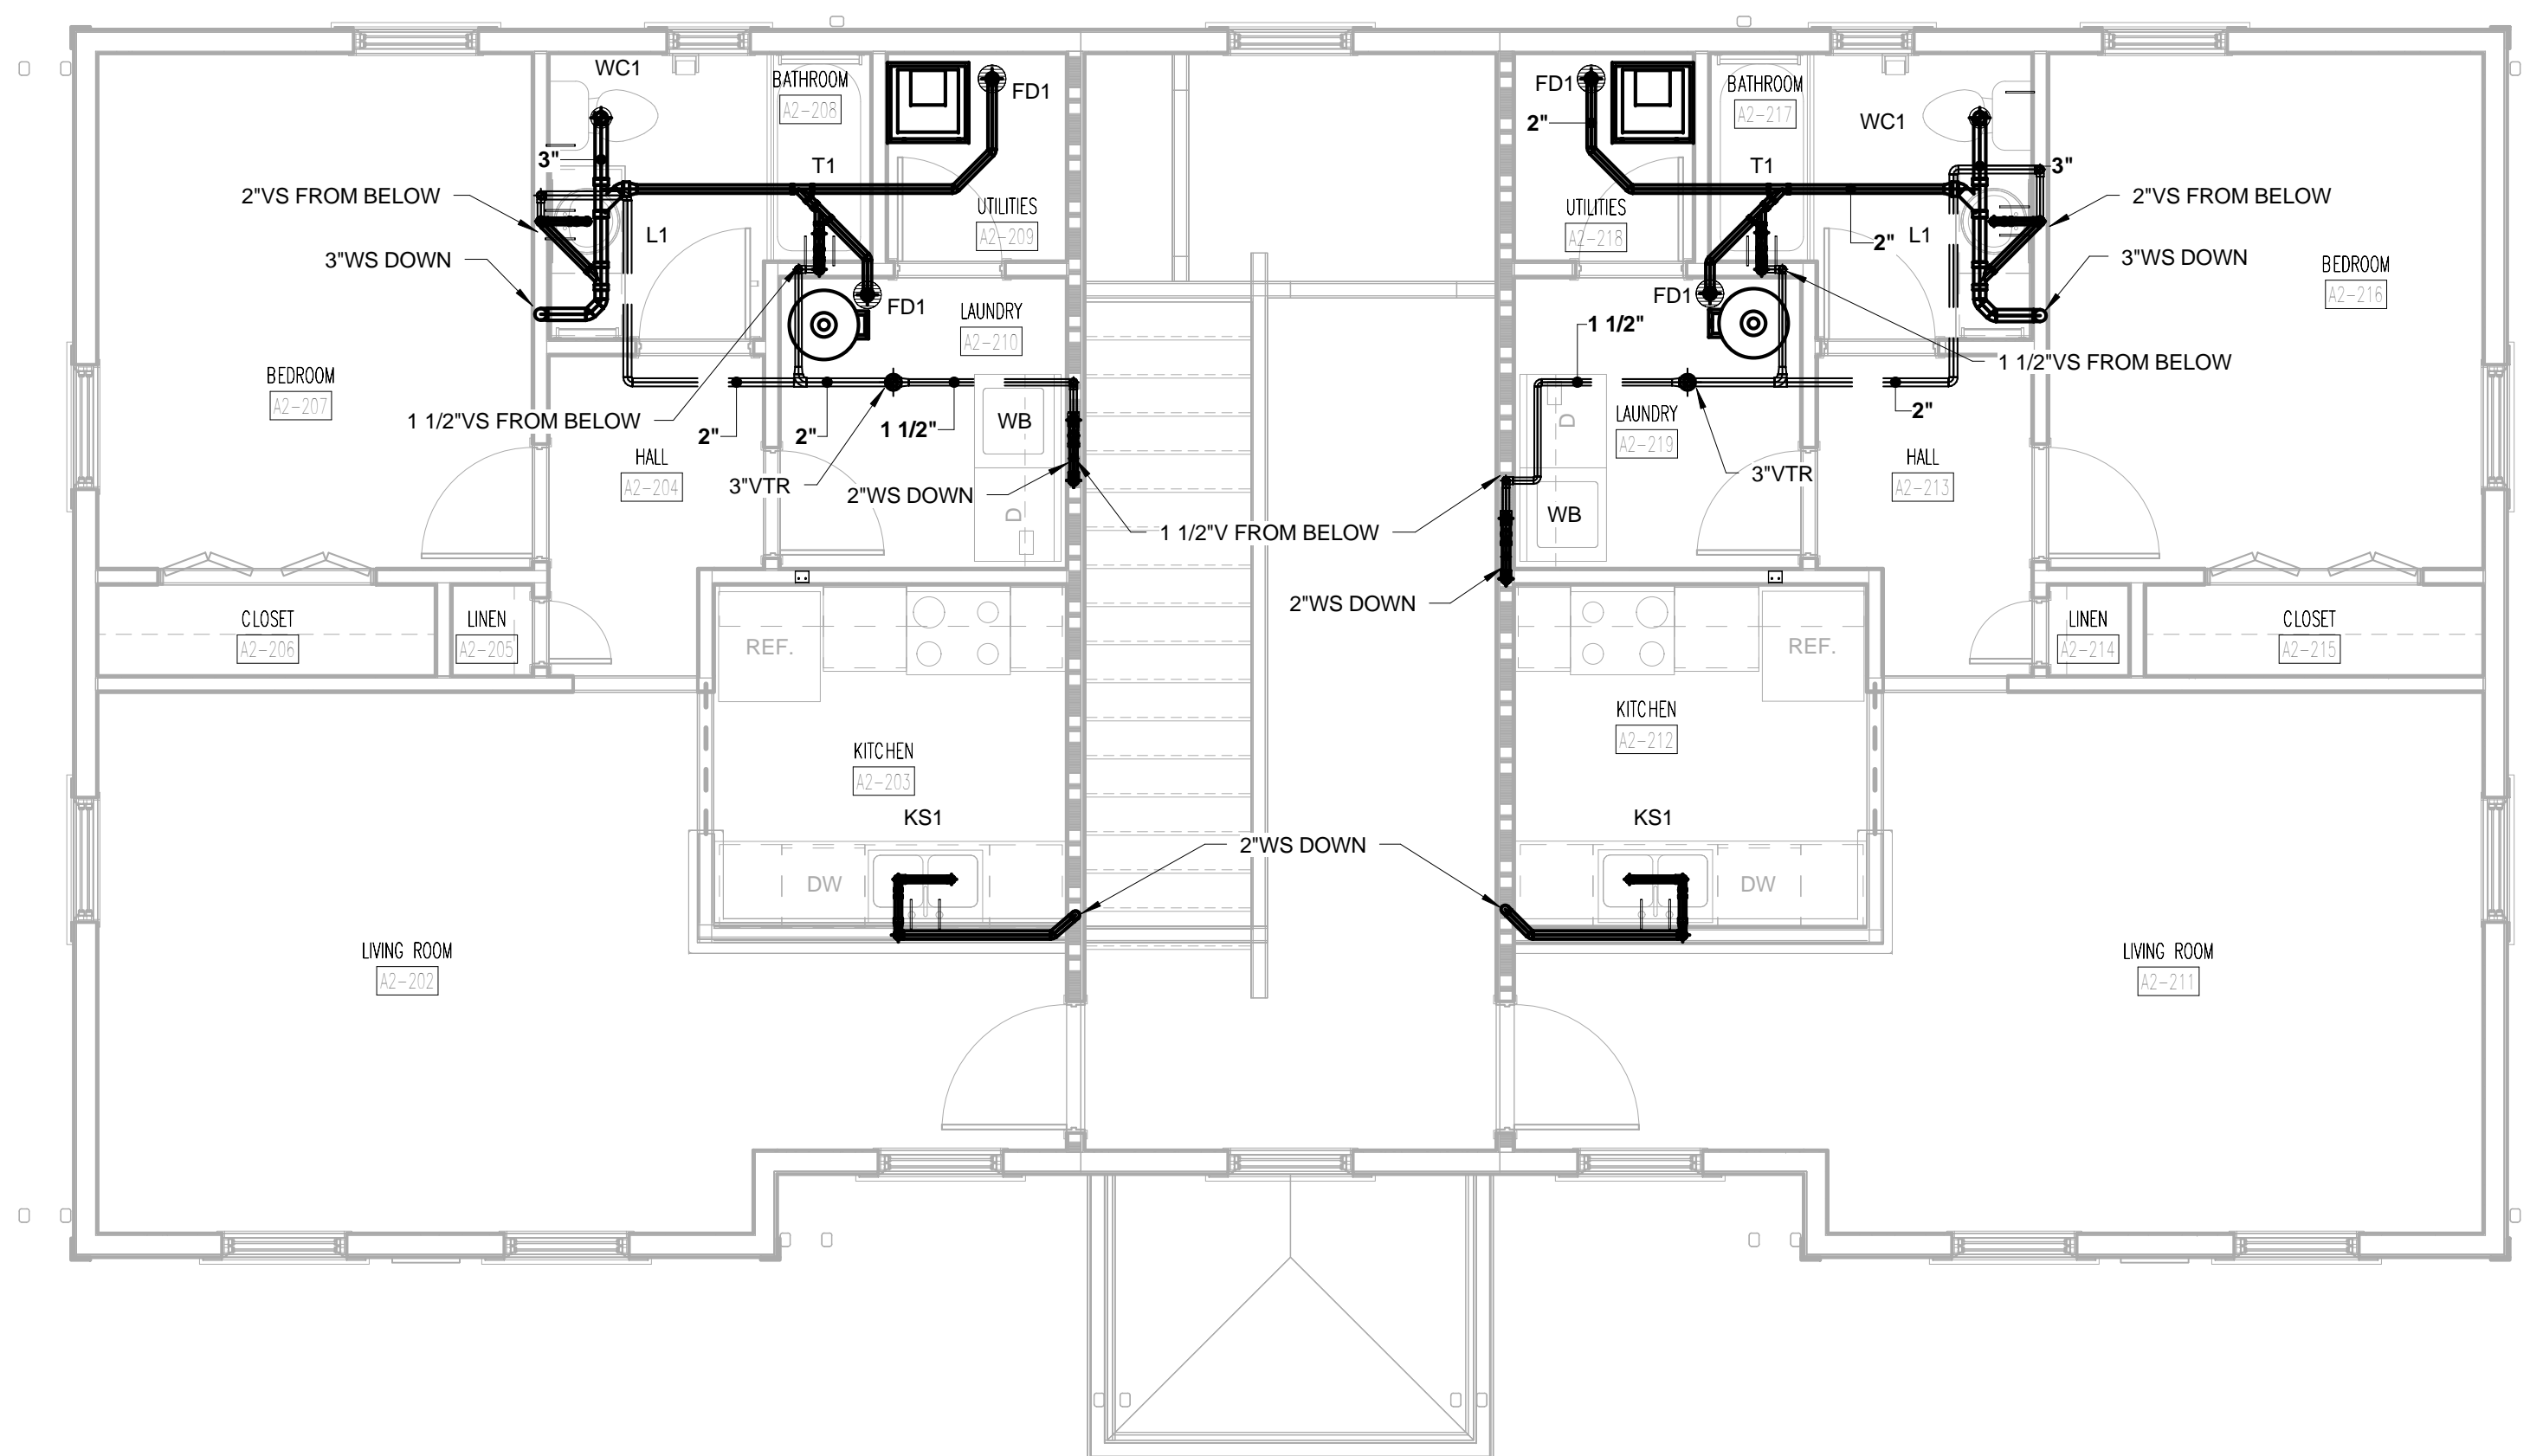 WC1
BATHROOM
A2-208
FD1
3"
T1
2"VS FROM BELOW
UTILITIES
A2-209
L1
3"WS DOWN
FD1
LAUNDRY
A2-210
BEDROOM
A2-207
1 1/2"VS FROM BELOW
2"
2"
1 1/2"
WB
HALL
A2-204
3"VTR
2"WS DOWN
D
1 1/2"V FROM BELOW
CLOSET
A2-206
LINEN
A2-205
REF.
KITCHEN
A2-203
KS1
DW
2"WS DOWN
LIVING ROOM
A2-202
FD1
BATHROOM
A2-217
2"
WC1
T1
3"
2"VS FROM BELOW
UTILITIES
A2-218
2"
L1
3"WS DOWN
BEDROOM
A2-216
FD1
1 1/2"
1 1/2"VS FROM BELOW
D
LAUNDRY
A2-219
2"
HALL
A2-213
3"VTR
WB
2"WS DOWN
REF.
LINEN
A2-214
CLOSET
A2-215
KITCHEN
A2-212
KS1
DW
LIVING ROOM
A2-211